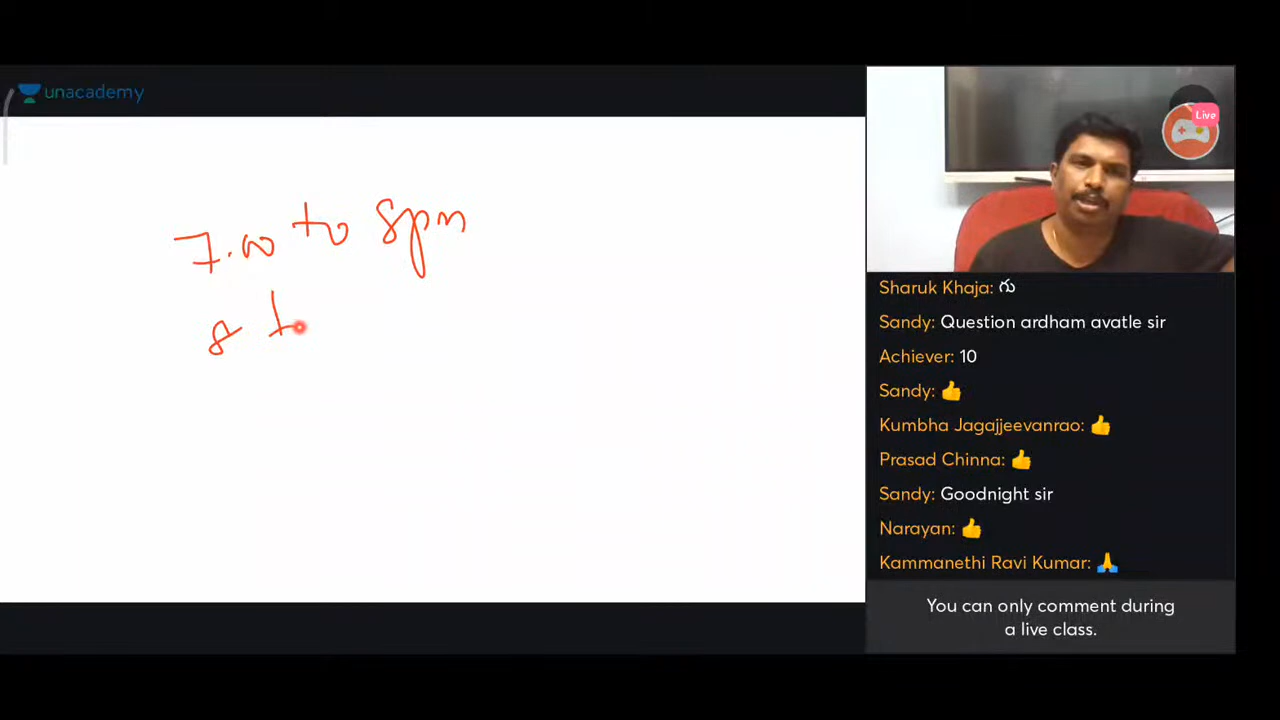 unacademy
7.00 to 8pm
8 t
Live
Sharuk Khaja: గు
Sandy: Question ardham avatle sir
Achiever: 10
Sandy: 👍
Kumbha Jagajjeevanrao: 👍
Prasad Chinna: 👍
Sandy: Goodnight sir
Narayan: 👍
Kammanethi Ravi Kumar: 🙏
You can only comment during
a live class.